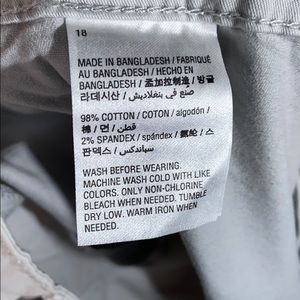 18
MADE IN BANGLADESH / FABRIQUÉ
AU BANGLADESH / HECHO EN
BANGLADESH / 孟加拉制造 / 방글
라데시산 / صنع في بنغلاديش
98% COTTON / COTON / algodón /
棉 / 면 / قطن
2% SPANDEX / spándex / 氨纶 / 스
판덱스 / سباندكس
WASH BEFORE WEARING.
MACHINE WASH COLD WITH LIKE
COLORS. ONLY NON-CHLORINE
BLEACH WHEN NEEDED. TUMBLE
DRY LOW. WARM IRON WHEN
NEEDED.